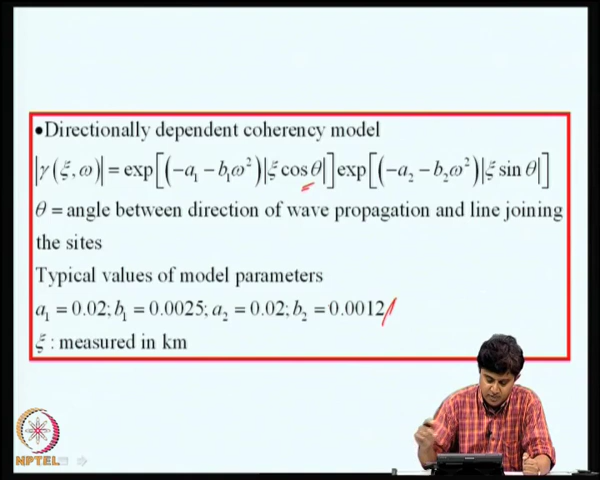 •Directionally dependent coherency model
|γ(ξ,ω)| = exp[(-a₁ - b₁ω²)|ξ cos θ|] exp[(-a₂ - b₂ω²)|ξ sin θ|]
θ = angle between direction of wave propagation and line joining
the sites
Typical values of model parameters
a₁ = 0.02; b₁ = 0.0025; a₂ = 0.02; b₂ = 0.0012
ξ : measured in km
NPTEL